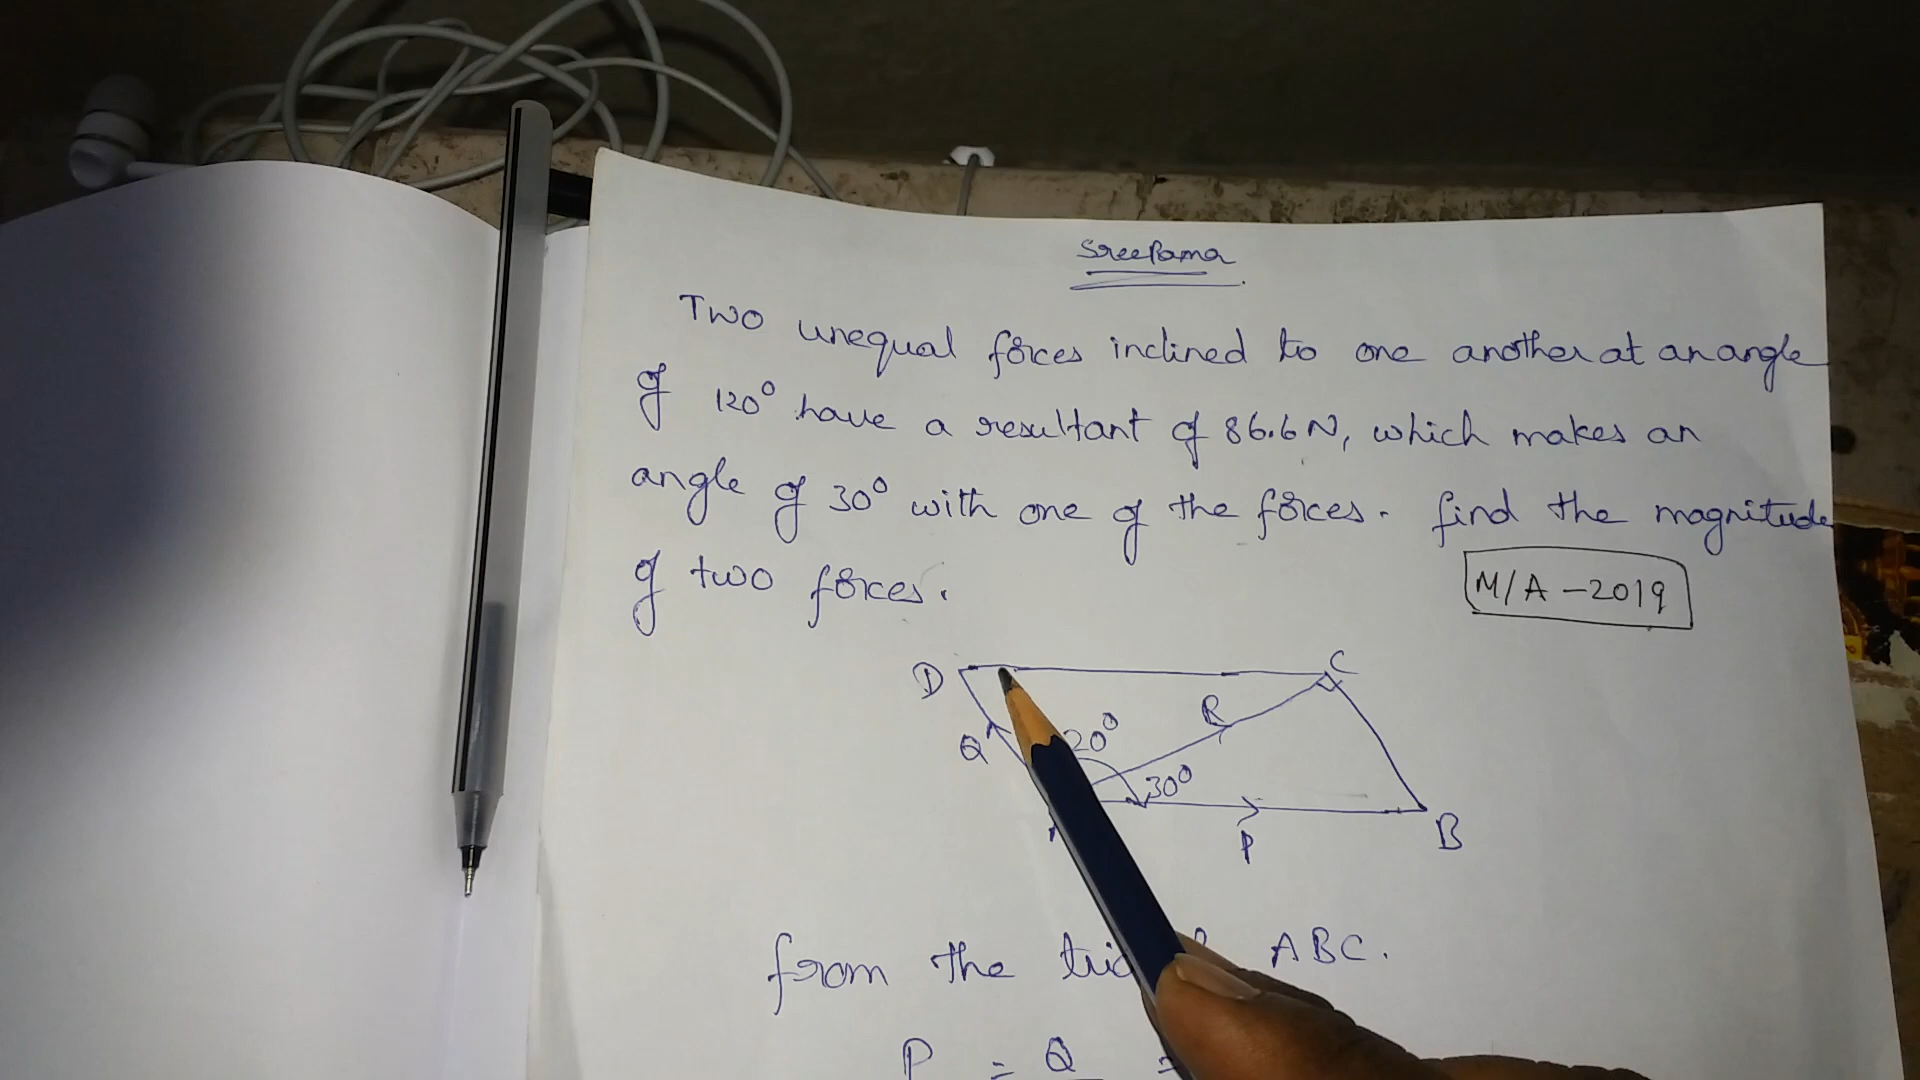 SreeRama
Two unequal forces inclined to one another at an angle
of 120° have a resultant of 86.6N, which makes an
angle of 30° with one of the forces. find the magnitude
of two forces.
M/A-2019
D
C
R
Q
20°
30°
P
B
from the ABC.
P = Q =